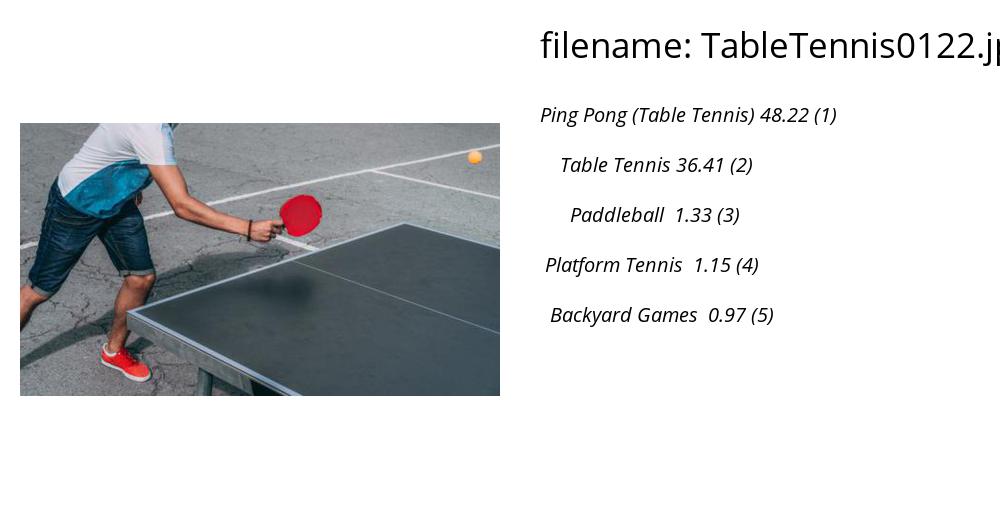 filename: TableTennis0122.jp
Ping Pong (Table Tennis) 48.22 (1)
Table Tennis 36.41 (2)
Paddleball 1.33 (3)
Platform Tennis 1.15 (4)
Backyard Games 0.97 (5)